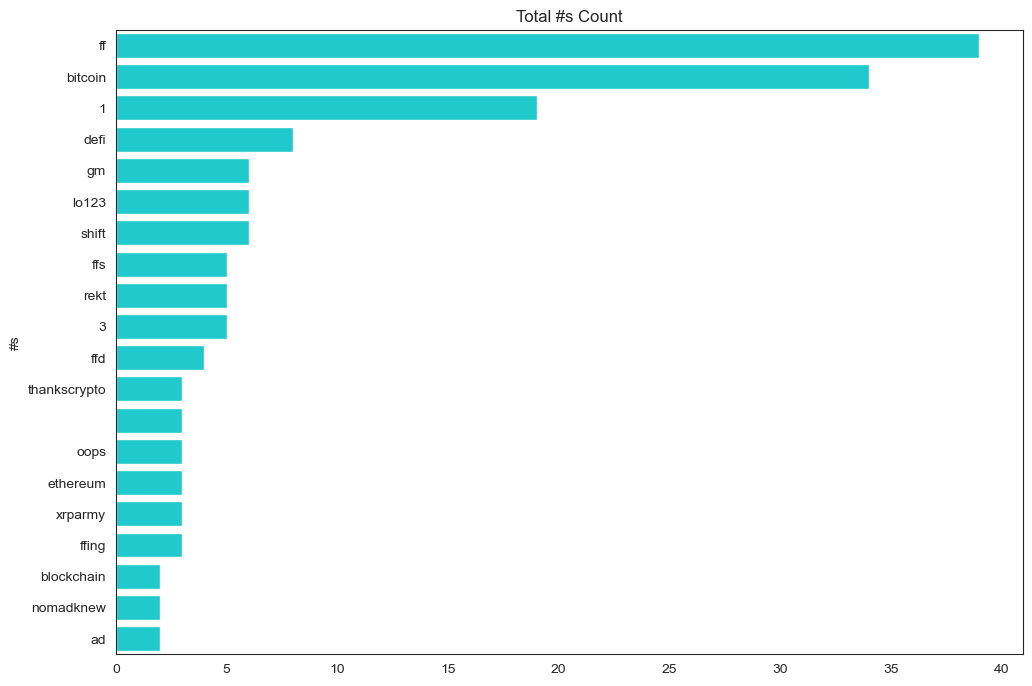 Total #s Count
ff
bitcoin
1
defi
gm
lo123
shift
ffs
rekt
3
ffd
thankscrypto
oops
ethereum
xrparmy
ffing
blockchain
nomadknew
ad
#s
0 5 10 15 20 25 30 35 40